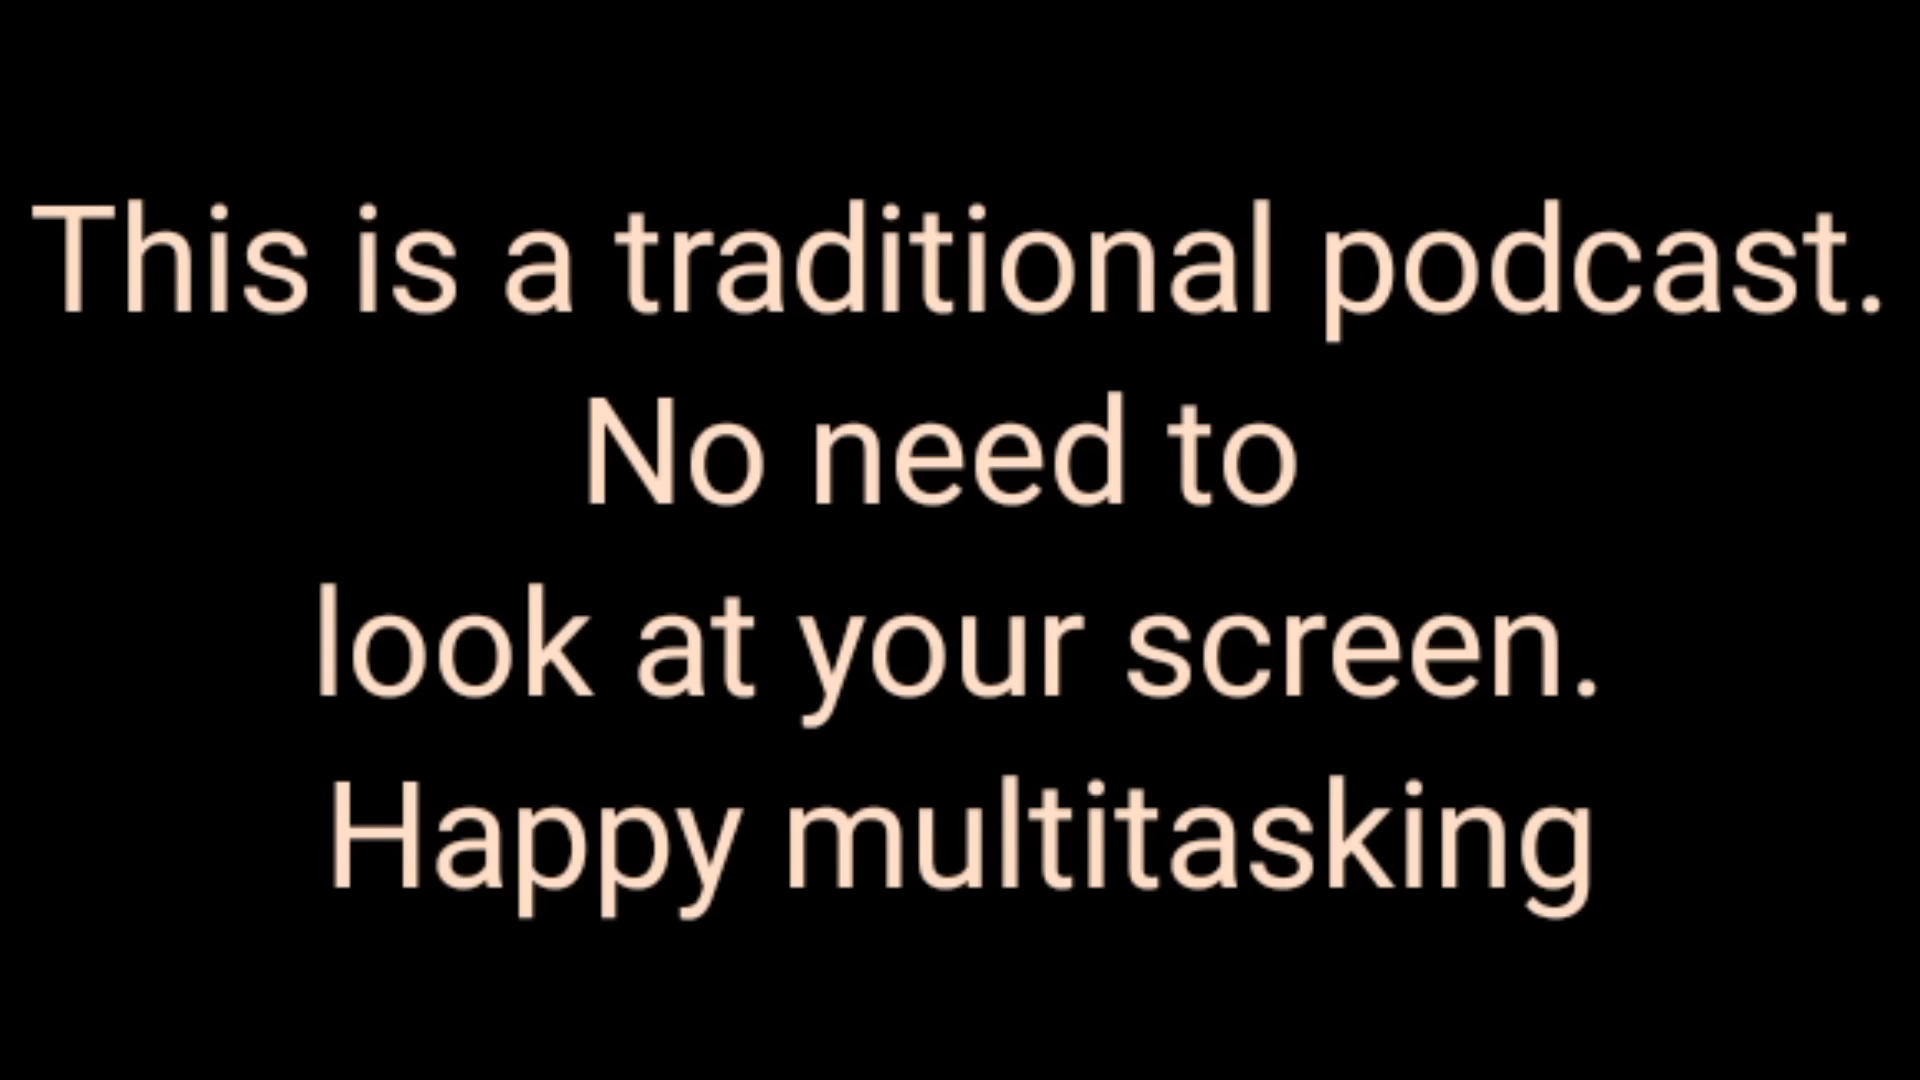 This is a traditional podcast.
No need to
look at your screen.
Happy multitasking